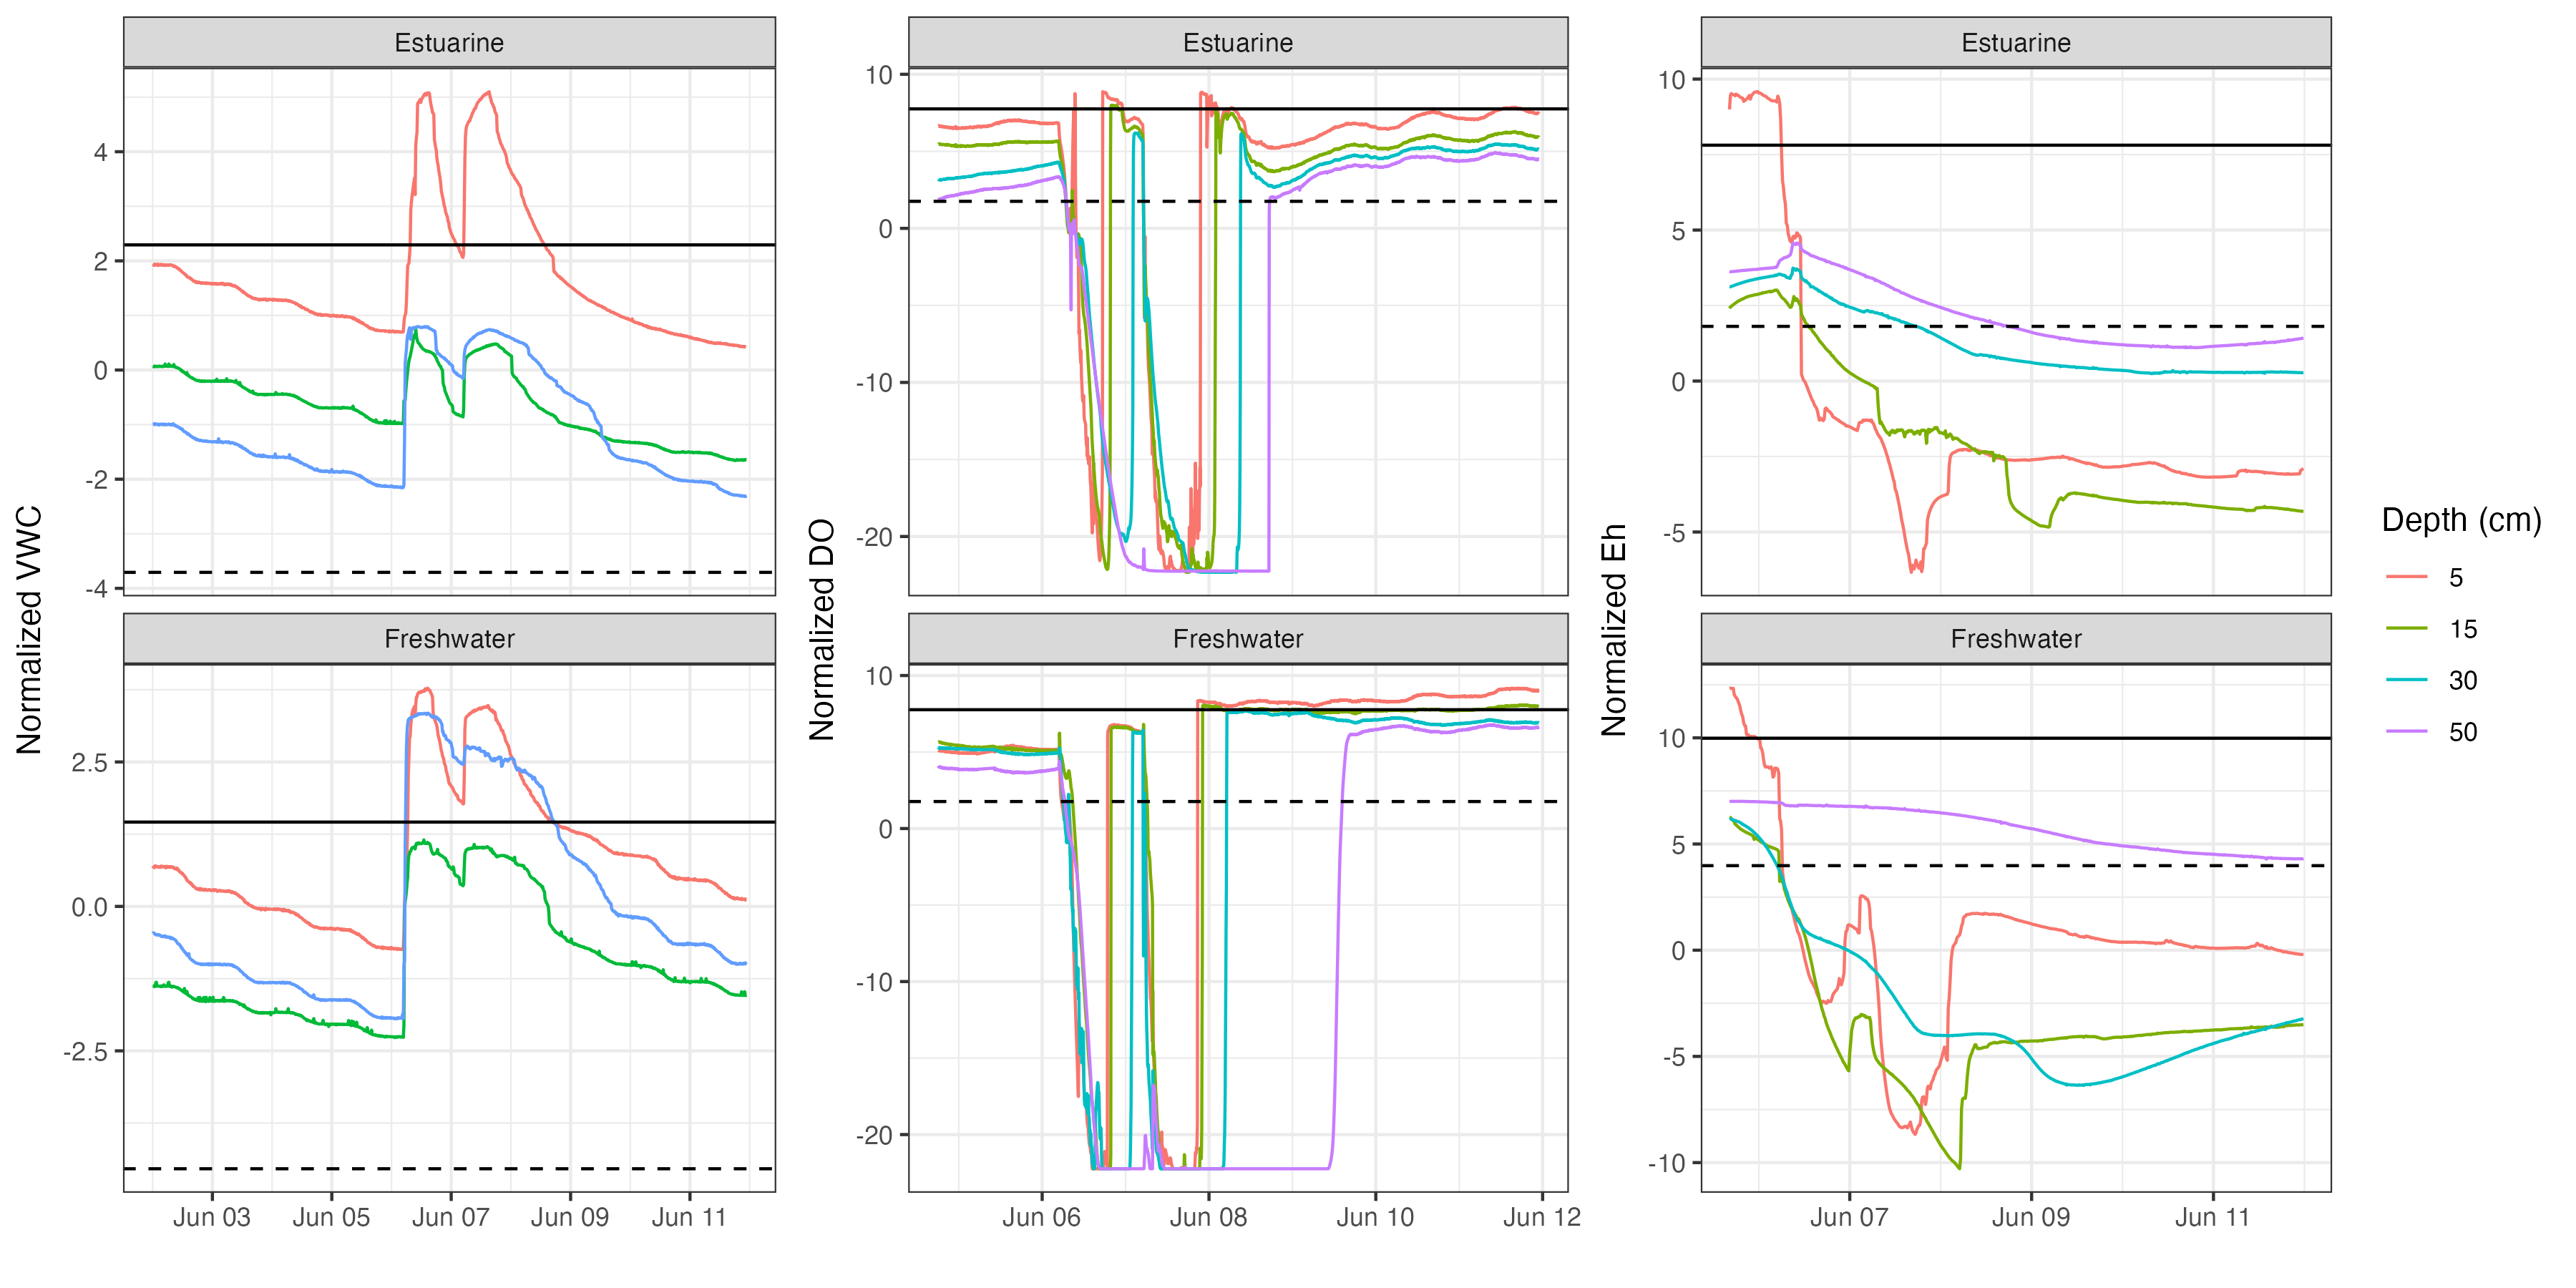 Estuarine
Estuarine
Estuarine
4
2
0
-2
-4
10
0
-10
-20
10
5
0
-5
Freshwater
Freshwater
Freshwater
2.5
0.0
-2.5
10
0
-10
-20
10
5
0
-5
-10
Normalized VWC
Normalized DO
Normalized Eh
Jun 03 Jun 05 Jun 07 Jun 09 Jun 11
Jun 06 Jun 08 Jun 10 Jun 12
Jun 07 Jun 09 Jun 11
Depth (cm)
5
15
30
50